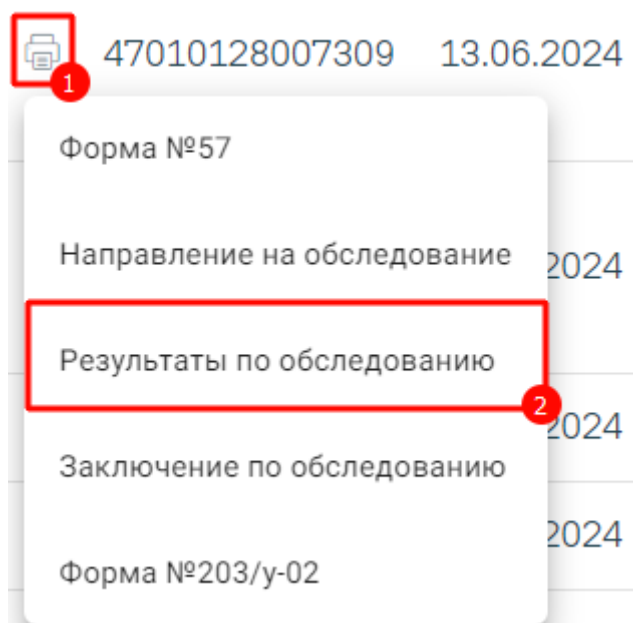 47010128007309 13.06.2024
1
Форма №57
Направление на обследование
2024
Результаты по обследованию
2
2024
Заключение по обследованию
2024
Форма №203/у-02